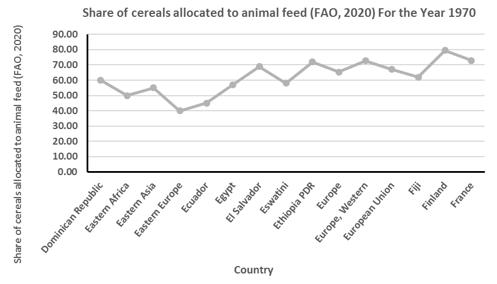 Share of cereals allocated to animal feed (FAO, 2020) For the Year 1970
Share of cereals allocated to animal feed (FAO, 2020)
90.00
80.00
70.00
60.00
50.00
40.00
30.00
20.00
10.00
0.00
Dominican Republic
Eastern Africa
Eastern Asia
Eastern Europe
Ecuador
Egypt
El Salvador
Eswatini
Ethiopia PDR
Europe
Europe, Western
European Union
Fiji
Finland
France
Country